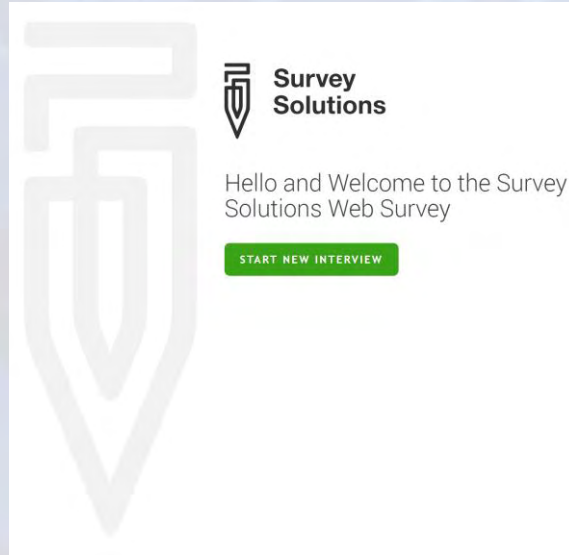 Survey
Solutions
Hello and Welcome to the Survey
Solutions Web Survey
START NEW INTERVIEW